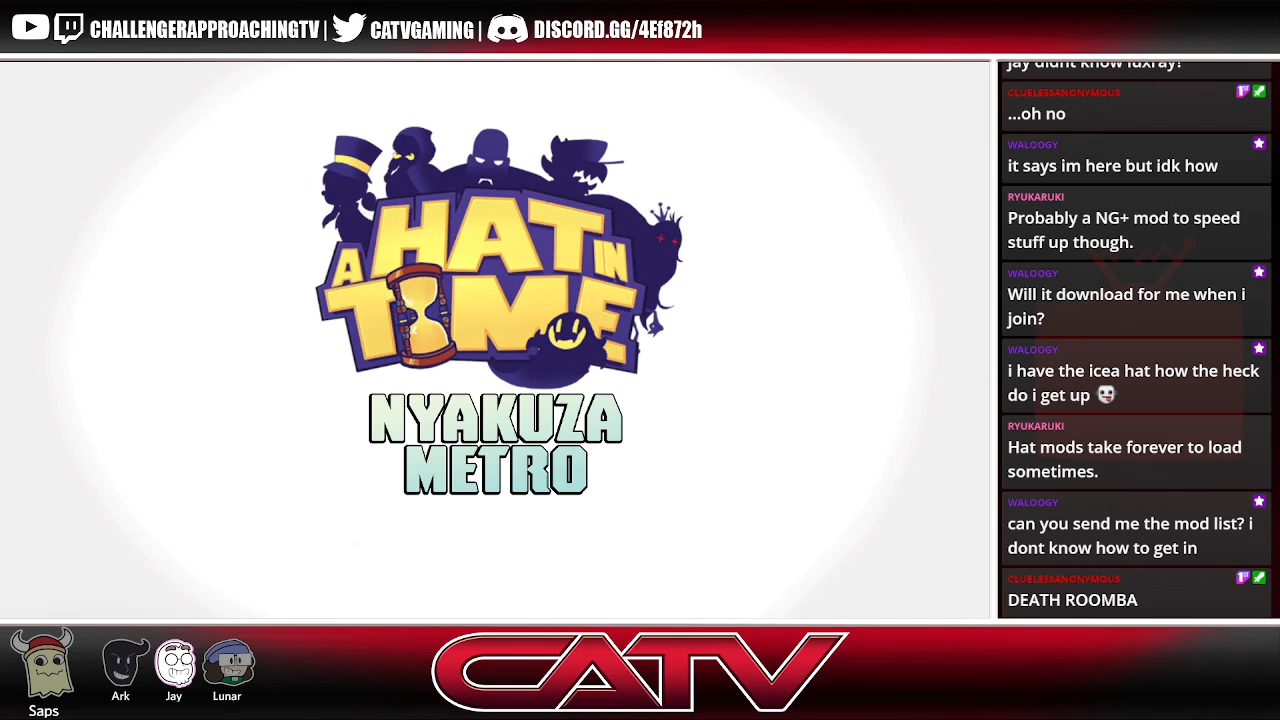 CHALLENGERAPPROACHINGTV | CATVGAMING | DISCORD.GG/4Ef872h
A HAT IN
TIME
NYAKUZA
METRO
jay didnt know luxray?
CLUELESSANONYMOUS
...oh no
WALOOGY
it says im here but idk how
RYUKARUKI
Probably a NG+ mod to speed
stuff up though.
WALOOGY
Will it download for me when i
join?
WALOOGY
i have the icea hat how the heck
do i get up
RYUKARUKI
Hat mods take forever to load
sometimes.
WALOOGY
can you send me the mod list? i
dont know how to get in
CLUELESSANONYMOUS
DEATH ROOMBA
Saps
Ark
Jay
Lunar
CATV